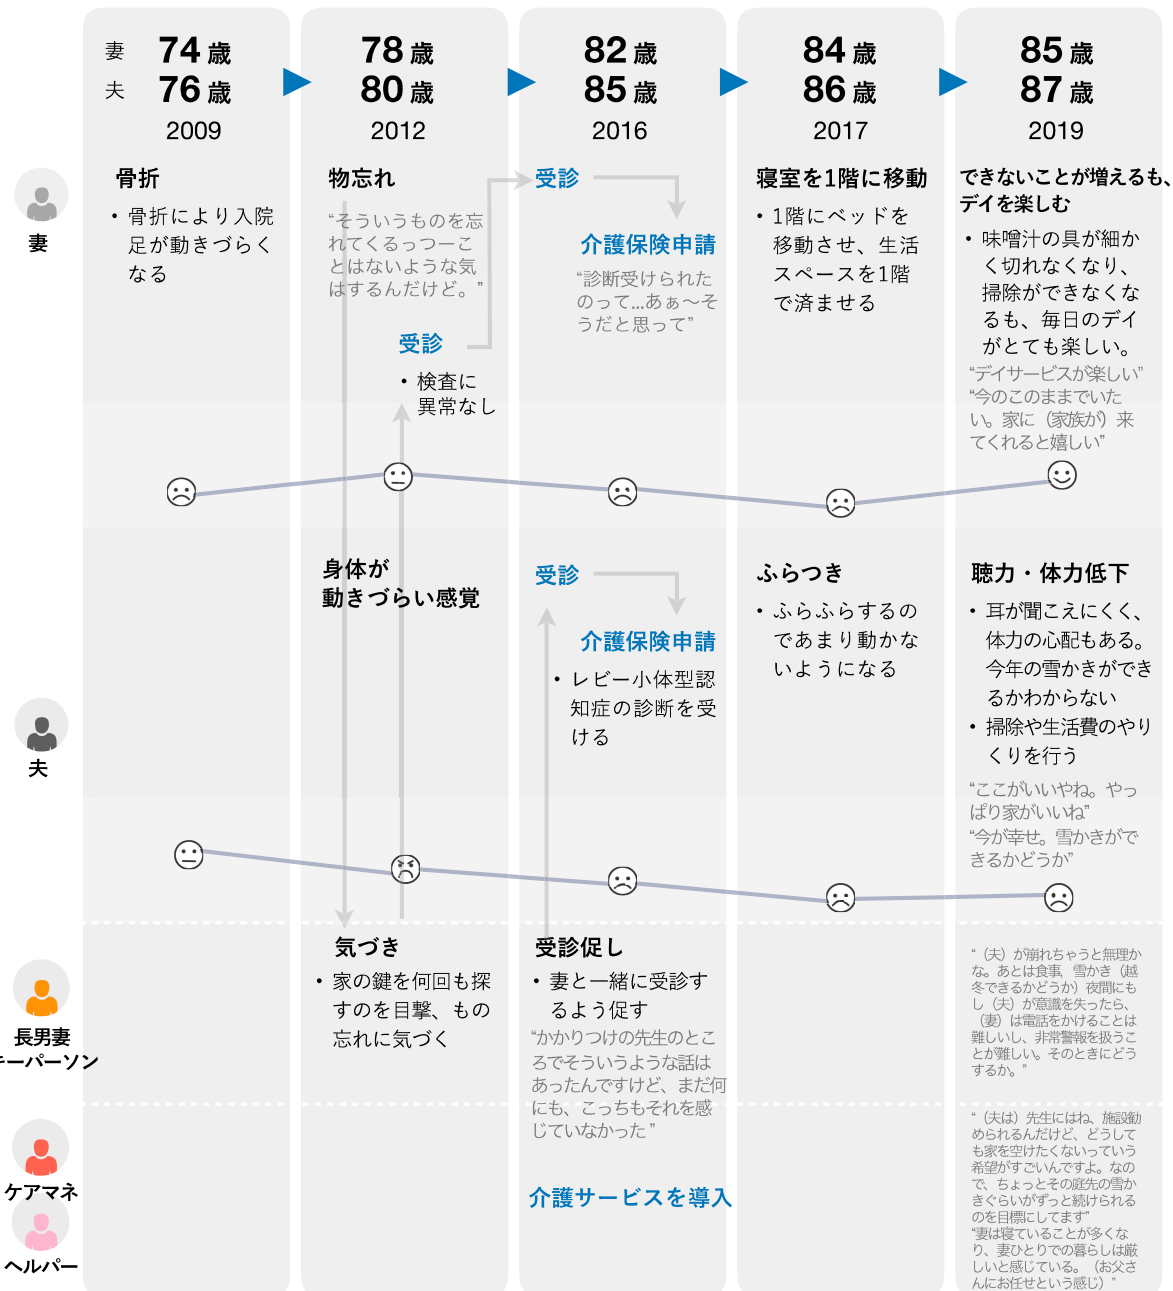 妻 74 歳 78 歳 82 歳 84 歳 85 歳
夫 76 歳 80 歳 85 歳 86 歳 87 歳
2009 2012 2016 2017 2019
妻
骨折
• 骨折により入院
足が動きづらく
なる
物忘れ
“そういうものを忘
れてくるっつーこ
とはないような気
はするんだけど。”
受診
• 検査に
異常なし
受診
介護保険申請
“診断受けられた
のって...あぁ〜そ
うだと思って”
寝室を1階に移動
• 1階にベッドを
移動させ、生活
スペースを1階
で済ませる
できないことが増えるも、
デイを楽しむ
• 味噌汁の具が細か
く切れなくなり、
掃除ができなくな
るも、毎日のデイ
がとても楽しい。
“デイサービスが楽しい”
“今のこのままでいた
い。家に（家族が）来
てくれると嬉しい”
夫
身体が
動きづらい感覚
受診
介護保険申請
• レビー小体型認
知症の診断を受
ける
ふらつき
• ふらふらするの
であまり動かな
いようになる
聴力・体力低下
• 耳が聞こえにくく、
体力の心配もある。
今年の雪かきができ
るかわからない
• 掃除や生活費のやり
くりを行う
“ここがいいやね。やっ
ぱり家がいいね”
“今が幸せ。雪かきがで
きるかどうか”
長男妻
キーパーソン
気づき
• 家の鍵を何回も探
すのを目撃、もの
忘れに気づく
受診促し
• 妻と一緒に受診す
るよう促す
“かかりつけの先生のとこ
ろでそういうような話は
あったんですけど、まだ何
にも、こっちもそれを感
じていなかった ”
“（夫）が崩れちゃうと無理か
な。あとは食事、雪かき（越
冬できるかどうか）夜間にも
し（夫）が意識を失ったら、
（妻）は電話をかけることは
難しいし、非常警報を扱うこ
とが難しい。そのときにどう
するか。”
ケアマネ
ヘルパー
介護サービスを導入
“（夫は）先生にはね、施設勧
められるんだけど、どうして
も家を空けたくないっていう
希望がすごいんですよ。なの
で、ちょっとその庭先の雪か
きぐらいがずっと続けられる
のを目標にしてます”
“妻は寝ていることが多くな
り、妻ひとりでの暮らしは厳
しいと感じている。（お父さ
んにお任せという感じ）”